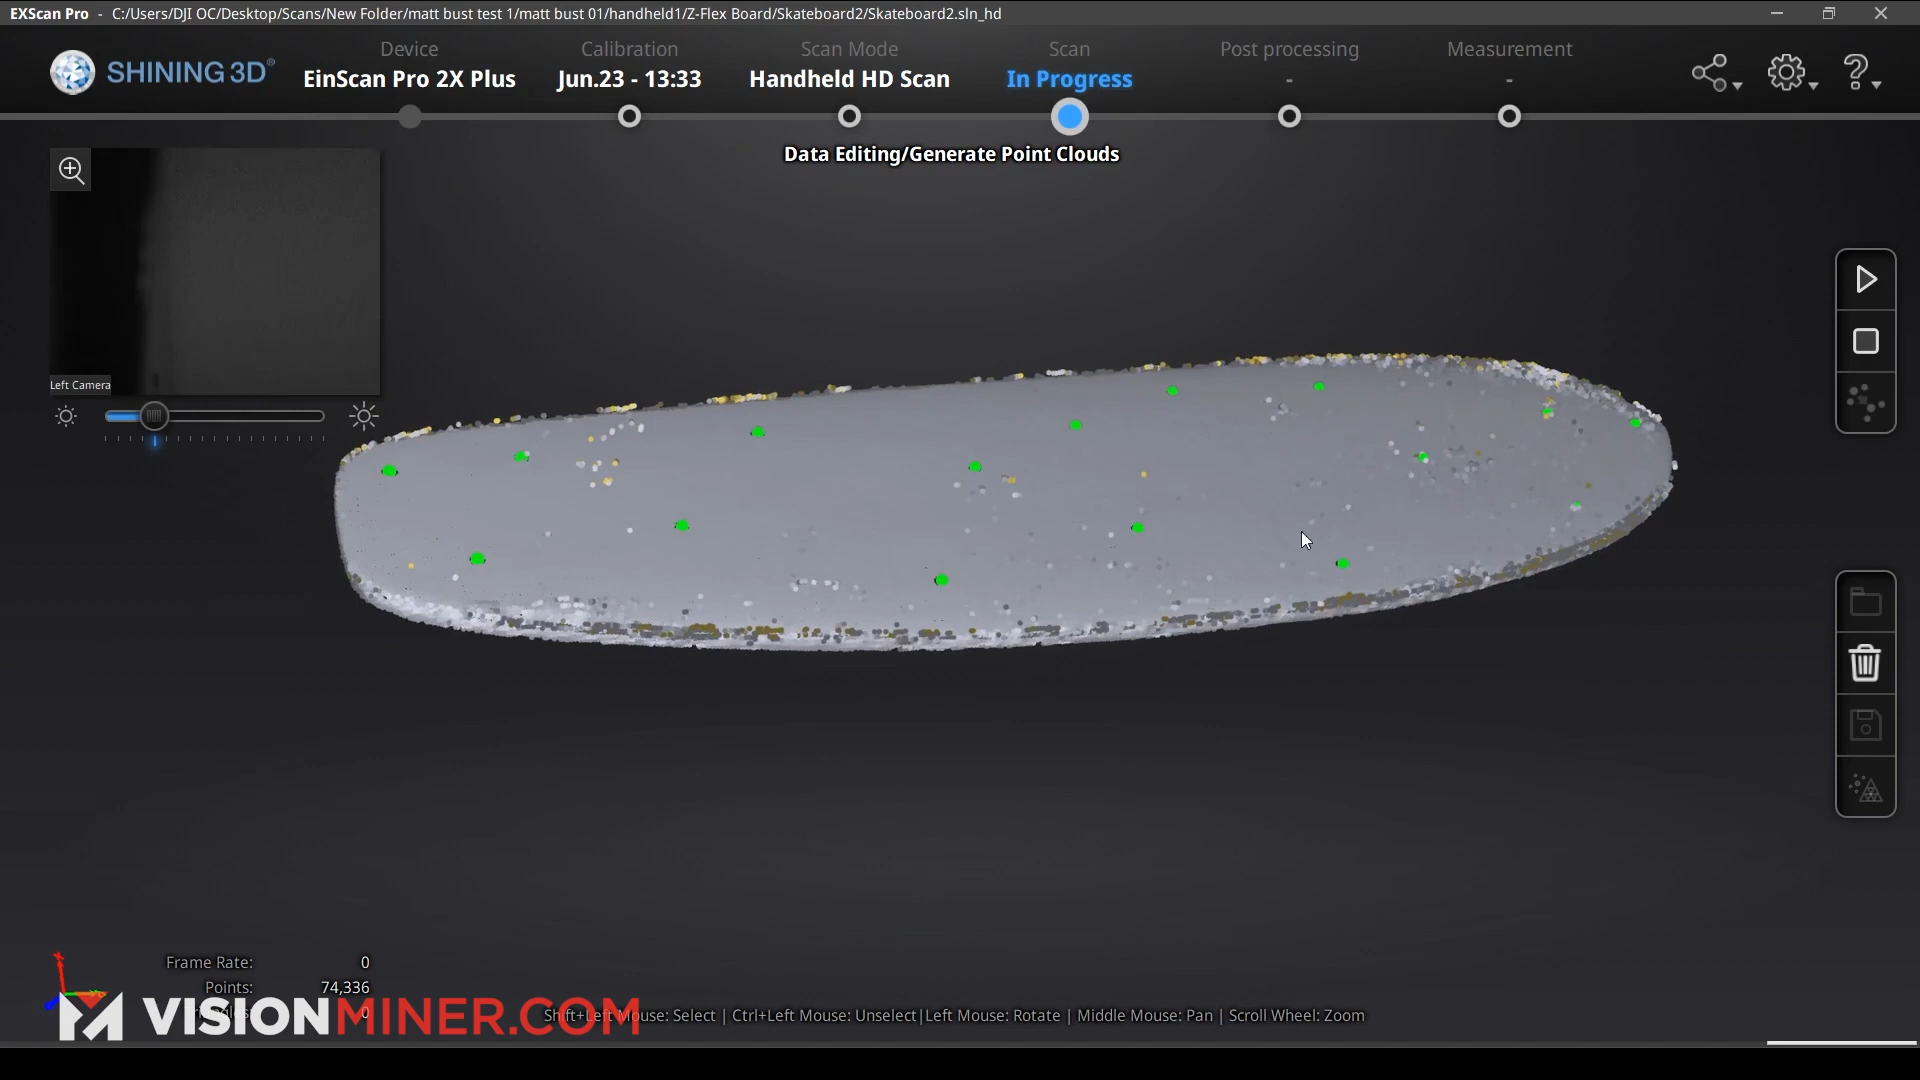 EXScan Pro - C:/Users/DJI OC/Desktop/Scans/New Folder/matt bust test 1/matt bust 01/handheld1/Z-Flex Board/Skateboard2/Skateboard2.sln_hd
SHINING 3D®
Device
EinScan Pro 2X Plus
Calibration
Jun.23 - 13:33
Scan Mode
Handheld HD Scan
Scan
In Progress
Post processing
-
Measurement
-
Data Editing/Generate Point Clouds
Left Camera
Frame Rate: 0
Points: 74,336
0
VISIONMINER.COM
Shift+Left Mouse: Select | Ctrl+Left Mouse: Unselect|Left Mouse: Rotate | Middle Mouse: Pan | Scroll Wheel: Zoom